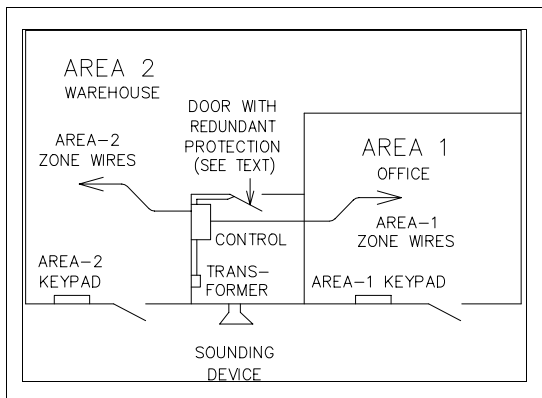 AREA 2
WAREHOUSE
DOOR WITH
REDUNDANT
PROTECTION
(SEE TEXT)
AREA-2
ZONE WIRES
AREA 1
OFFICE
AREA-1
ZONE WIRES
CONTROL
AREA-2
KEYPAD
TRANS-
FORMER
AREA-1 KEYPAD
SOUNDING
DEVICE